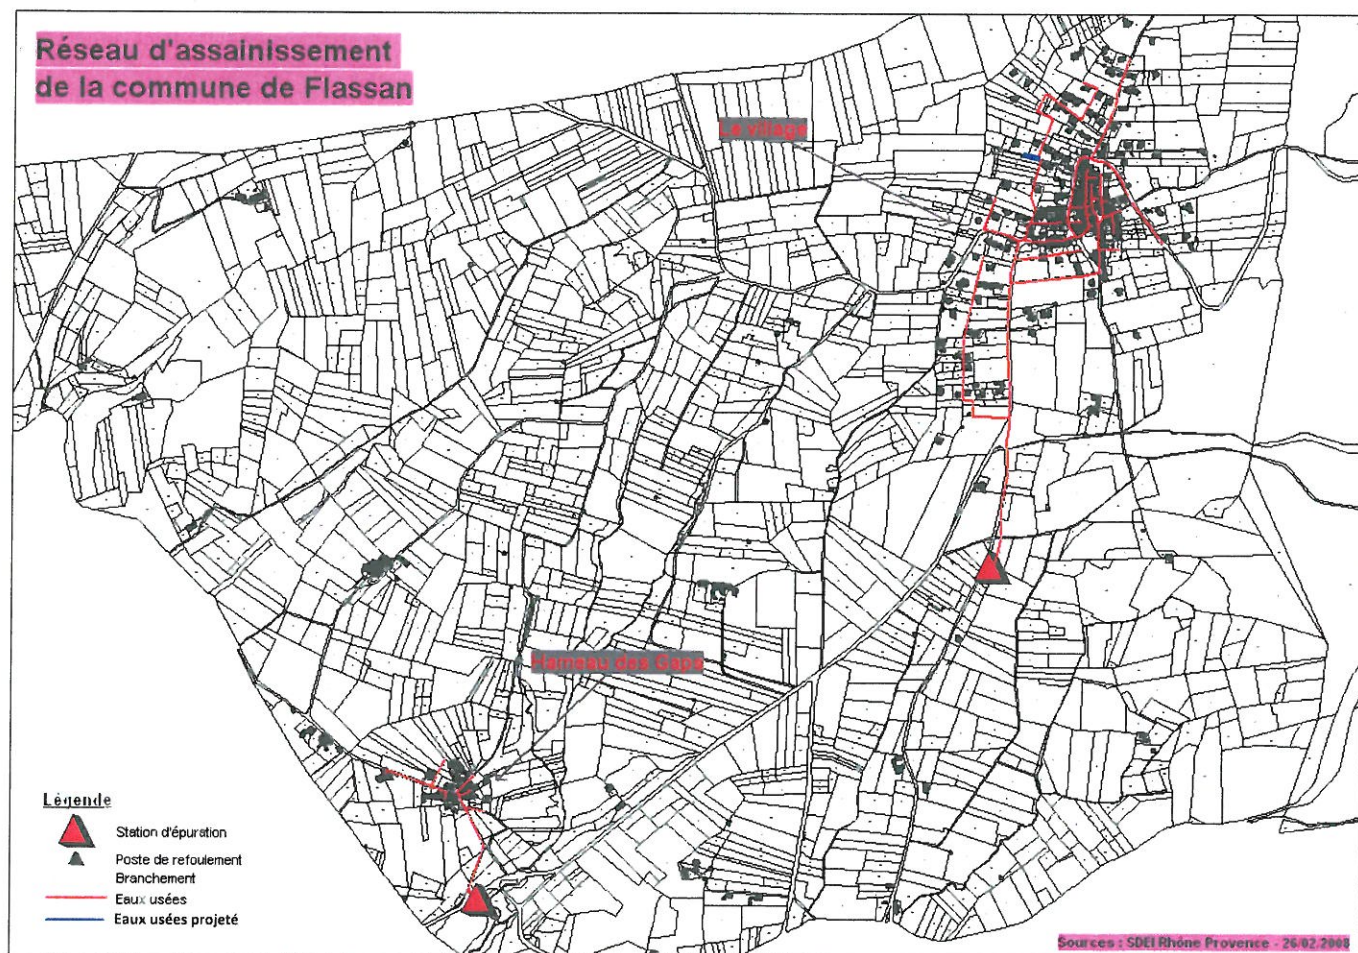 Réseau d'assainissement
de la commune de Flassan
Le village
Hameau des Gaps
Légende
Station d'épuration
Poste de refoulement
Branchement
Eaux usées
Eaux usées projeté
Sources : SDEI Rhône Provence - 26/02/2008